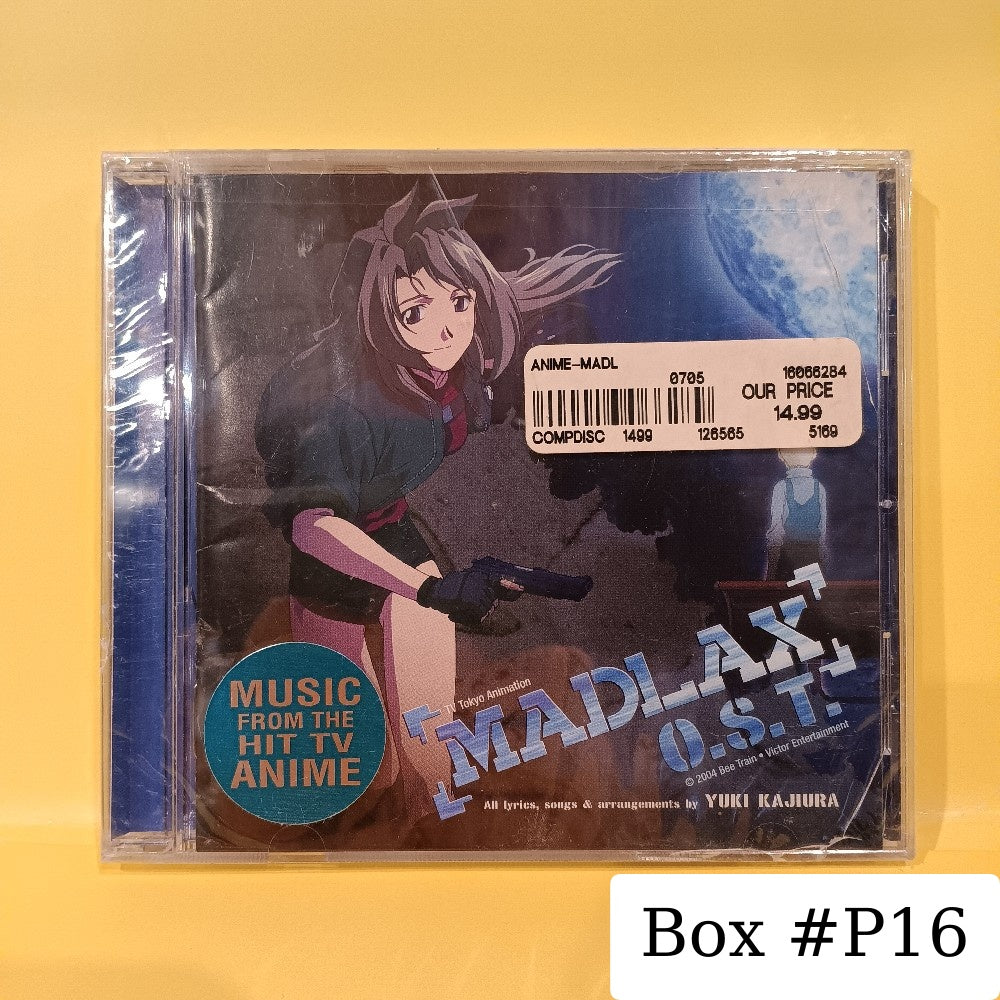 ANIME-MADL
16066284
0705
OUR PRICE
14.99
COMPDISC 1499 126565 5169
MUSIC
FROM THE
HIT TV
ANIME
TV Tokyo Animation
MADLAX
O.S.T.
© 2004 Bee Train • Victor Entertainment
All lyrics, songs & arrangements by YUKI KAJIURA
Box #P16